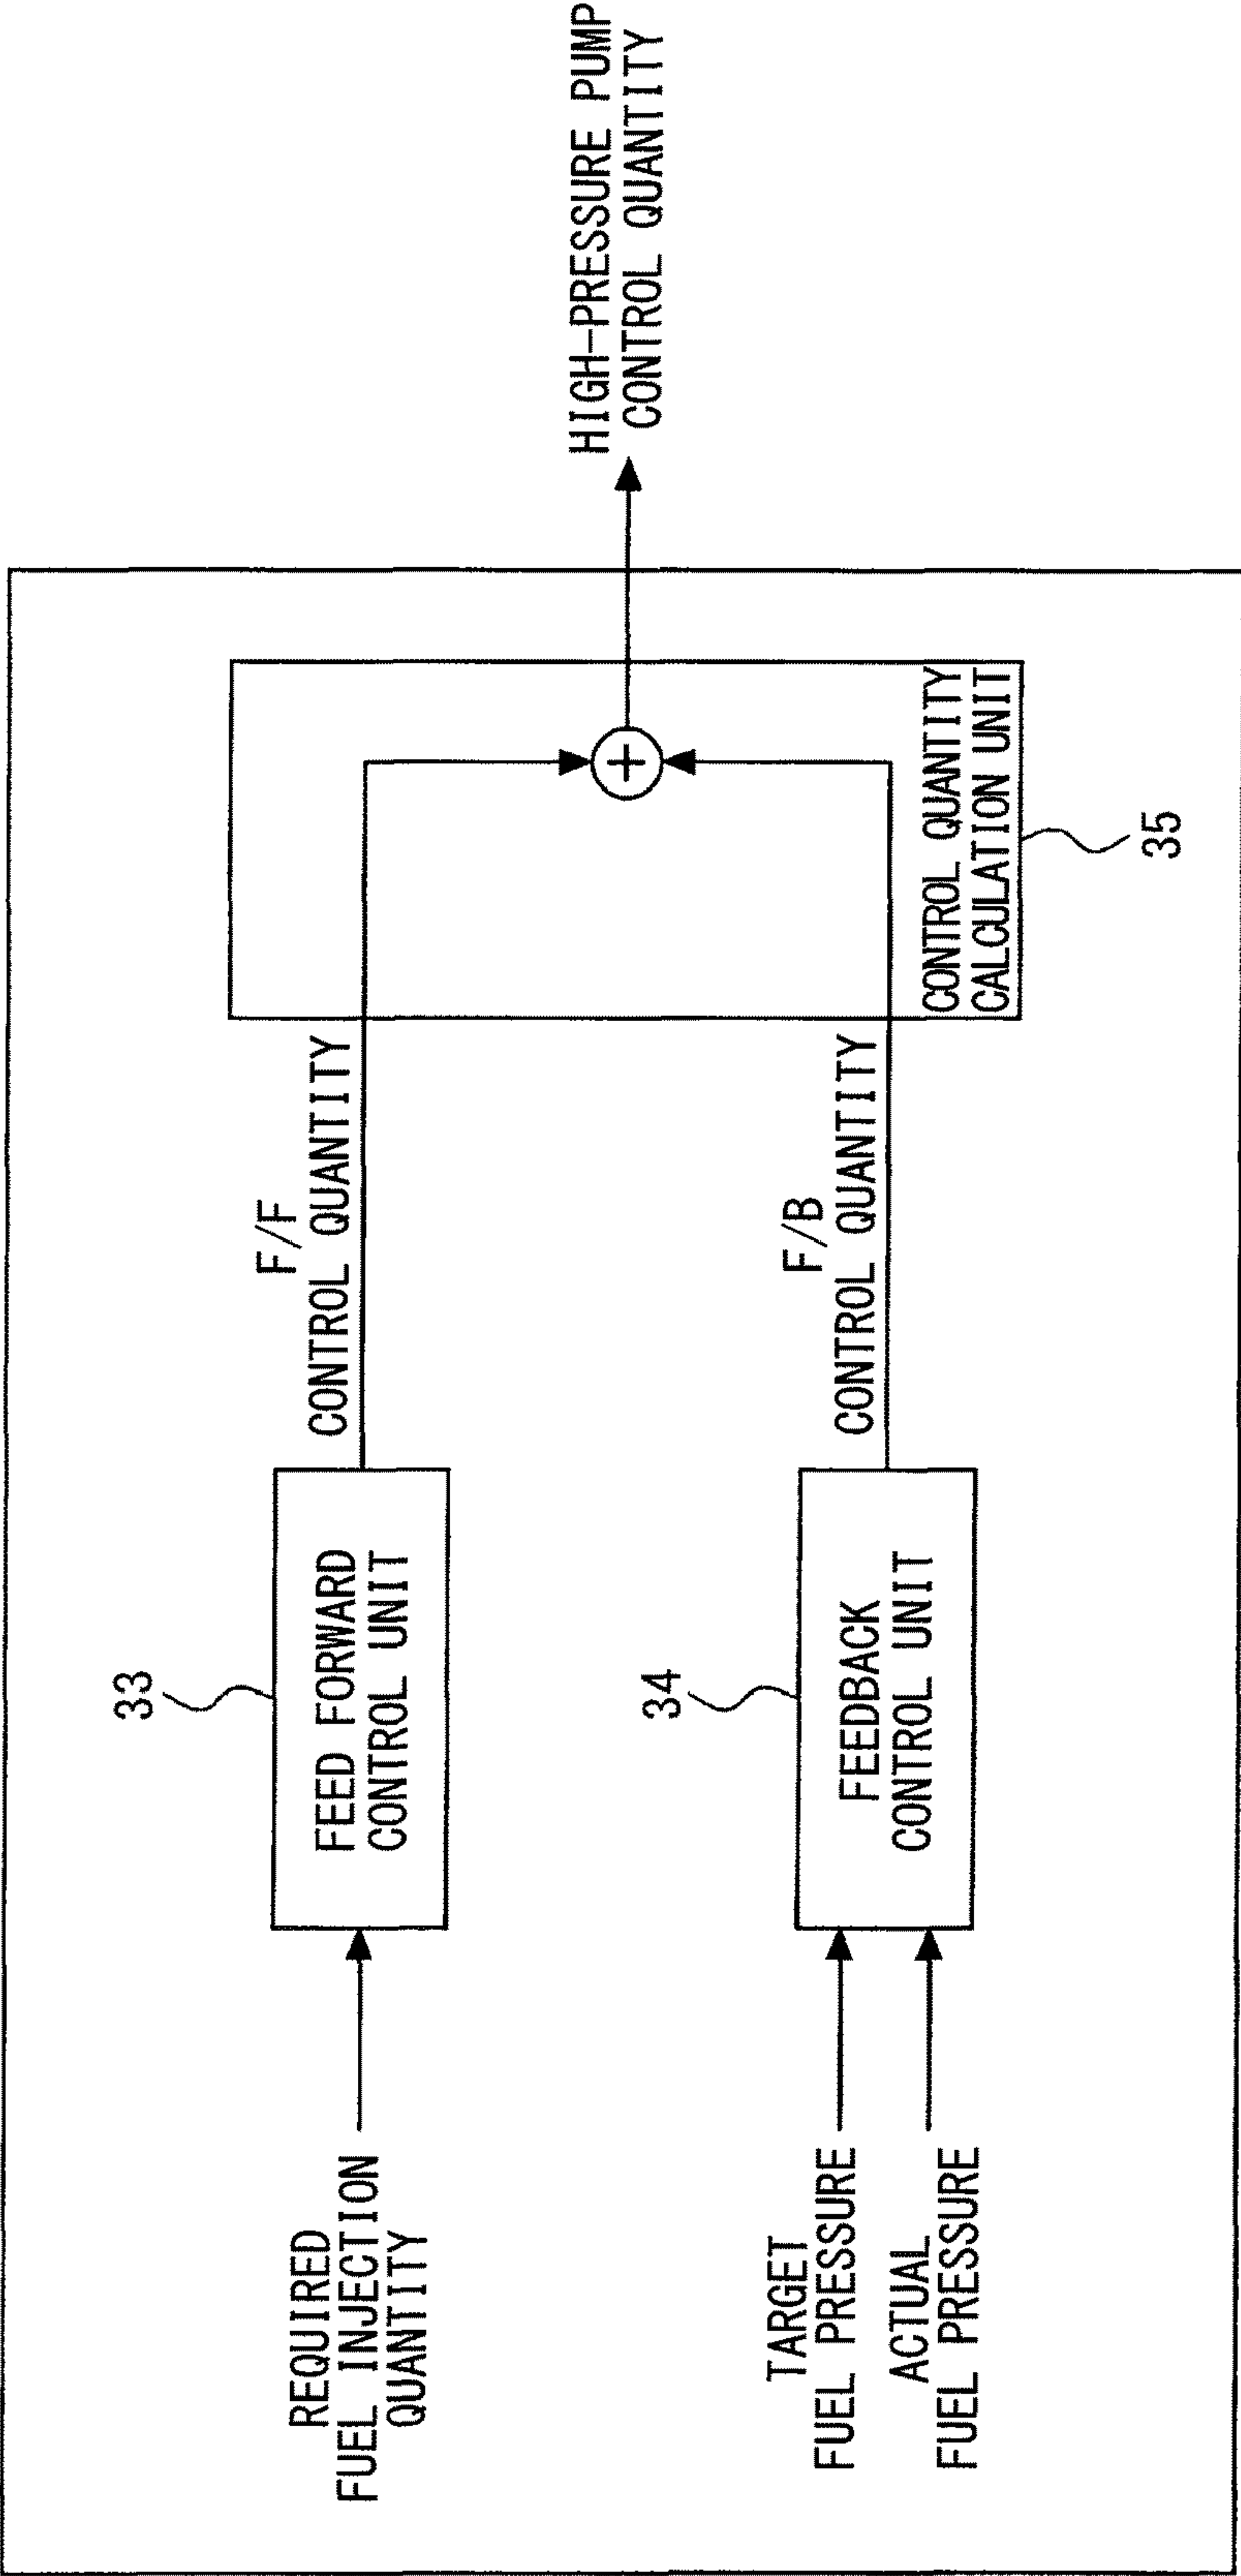 33
REQUIRED
FUEL INJECTION
QUANTITY
FEED FORWARD
CONTROL UNIT
F/F
CONTROL QUANTITY
HIGH-PRESSURE PUMP
CONTROL QUANTITY
34
TARGET
FUEL PRESSURE
ACTUAL
FUEL PRESSURE
FEEDBACK
CONTROL UNIT
F/B
CONTROL QUANTITY
+
CONTROL QUANTITY
CALCULATION UNIT
35